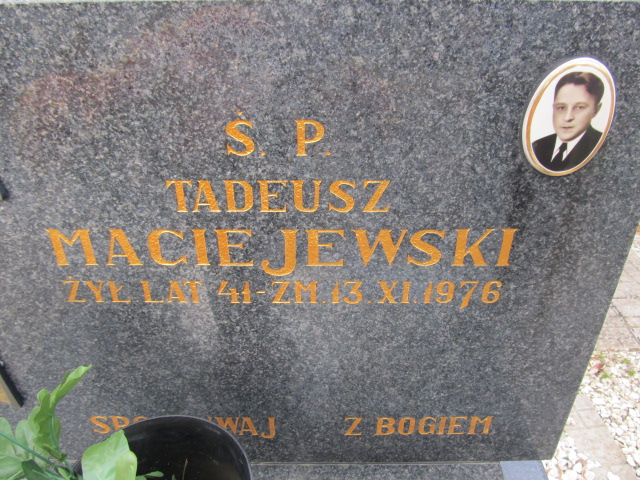 Ś. P.
TADEUSZ
MACIEJEWSKI
ŻYŁ LAT 41-ZM.13.XI.1976
Z BOGIEM